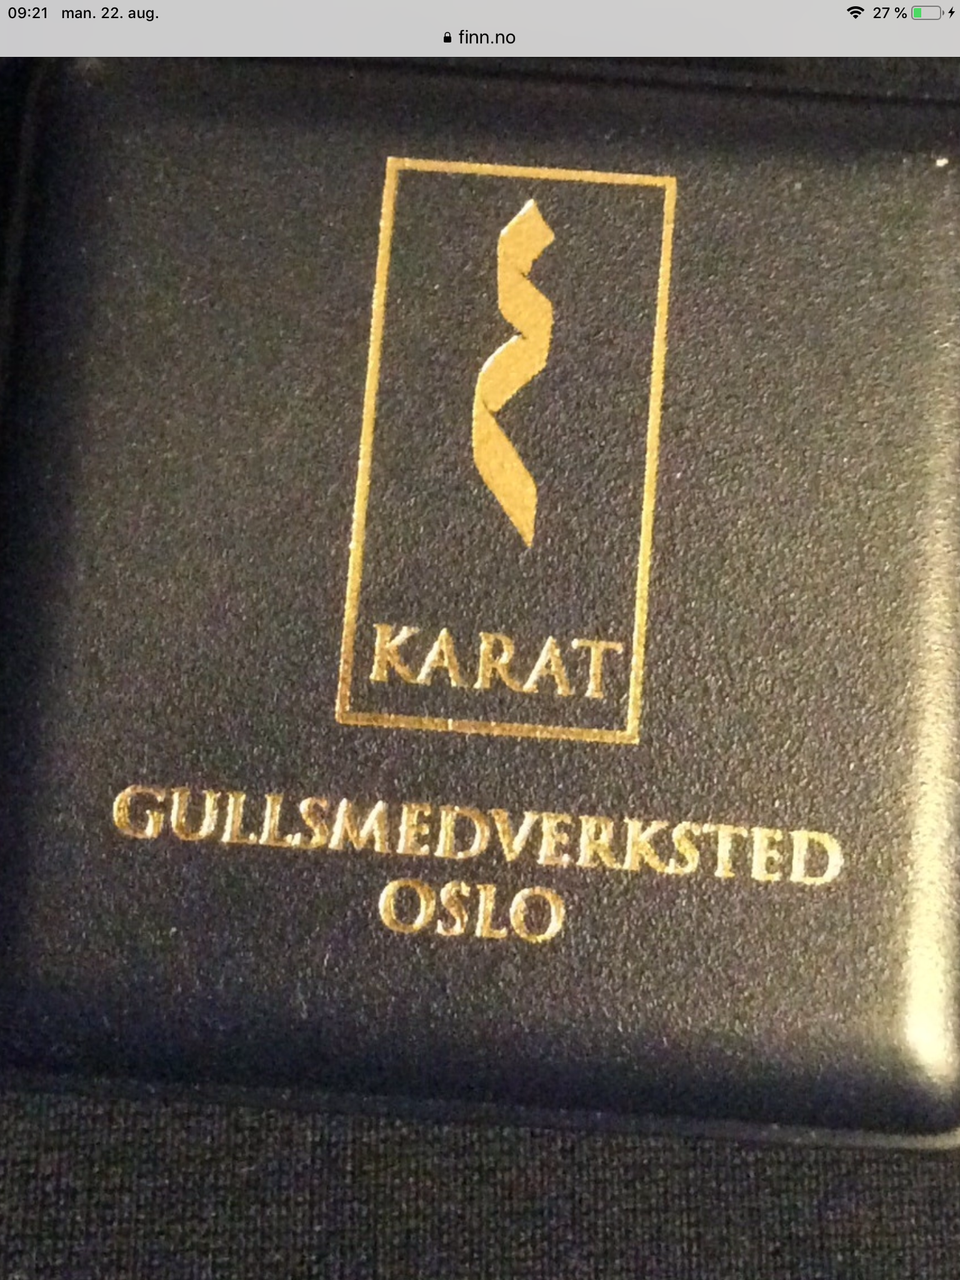 09:21 man. 22. aug.
27 %
finn.no
KARAT
GULLSMEDVERKSTED
OSLO